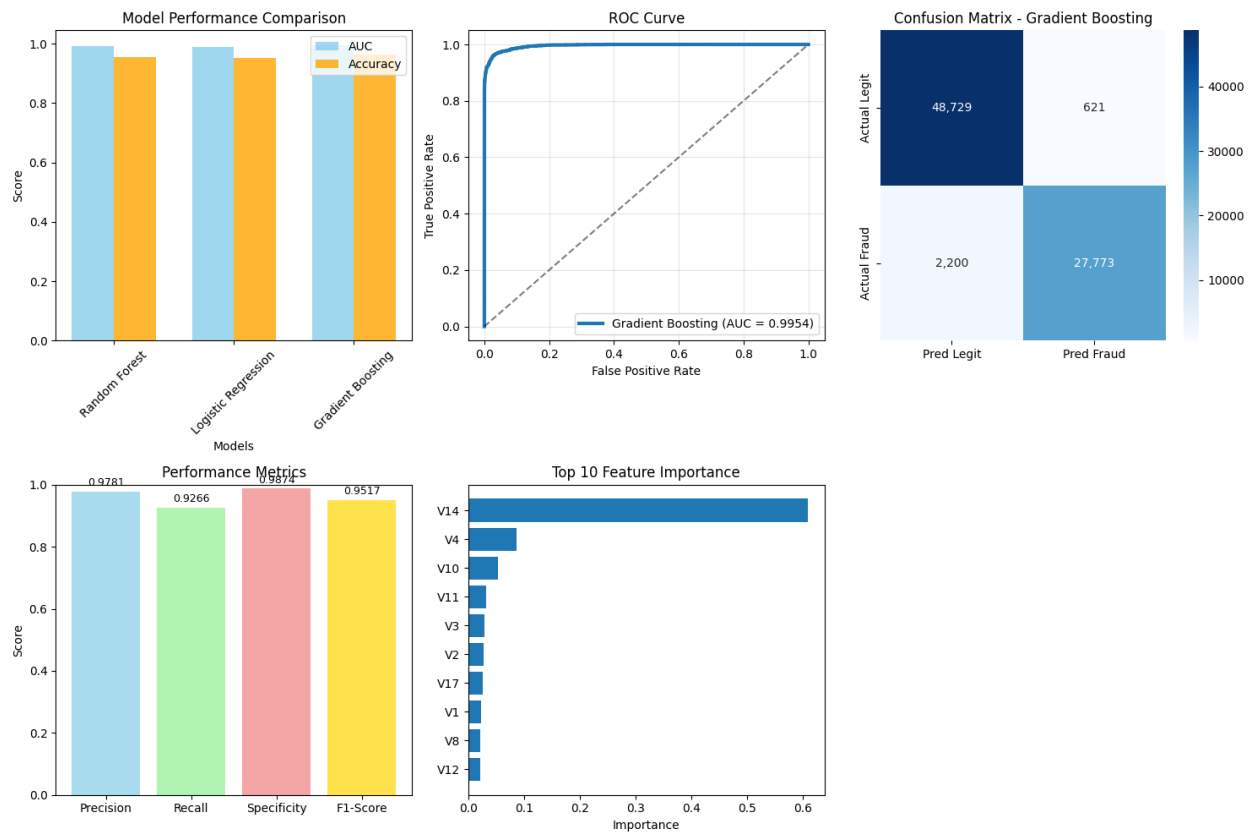 Model Performance Comparison
1.0
0.8
0.6
0.4
0.2
0.0
Score
AUC
Accuracy
Random Forest
Logistic Regression
Gradient Boosting
Models
ROC Curve
1.0
0.8
0.6
0.4
0.2
0.0
True Positive Rate
Gradient Boosting (AUC = 0.9954)
0.0 0.2 0.4 0.6 0.8 1.0
False Positive Rate
Confusion Matrix - Gradient Boosting
Actual Legit
Actual Fraud
48,729 621
2,200 27,773
Pred Legit Pred Fraud
40000
30000
20000
10000
Performance Metrics
1.0
0.8
0.6
0.4
0.2
0.0
Score
0.9781
0.9266
0.9874
0.9517
Precision Recall Specificity F1-Score
Top 10 Feature Importance
V14
V4
V10
V11
V3
V2
V17
V1
V8
V12
0.0 0.1 0.2 0.3 0.4 0.5 0.6
Importance